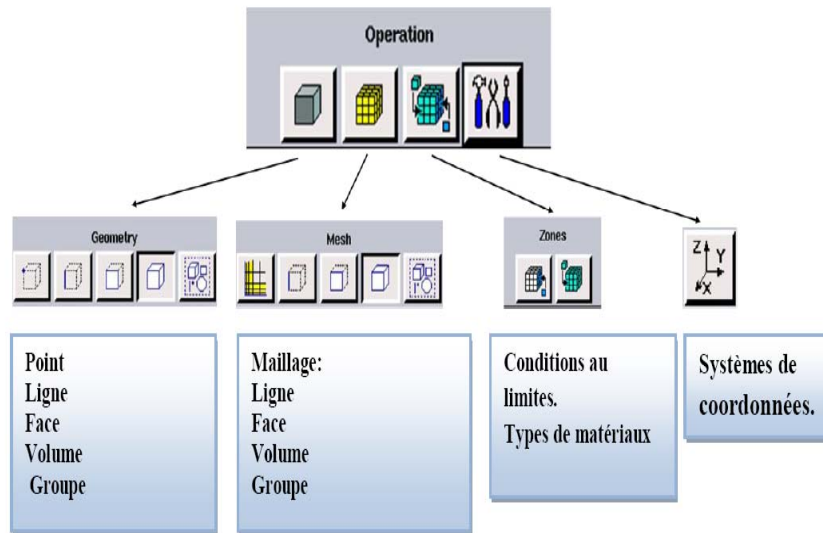 Operation
Geometry
Mesh
Zones
Z
Y
X
Point
Ligne
Face
Volume
Groupe
Maillage:
Ligne
Face
Volume
Groupe
Conditions au
limites.
Types de matériaux
Systèmes de
coordonnées.